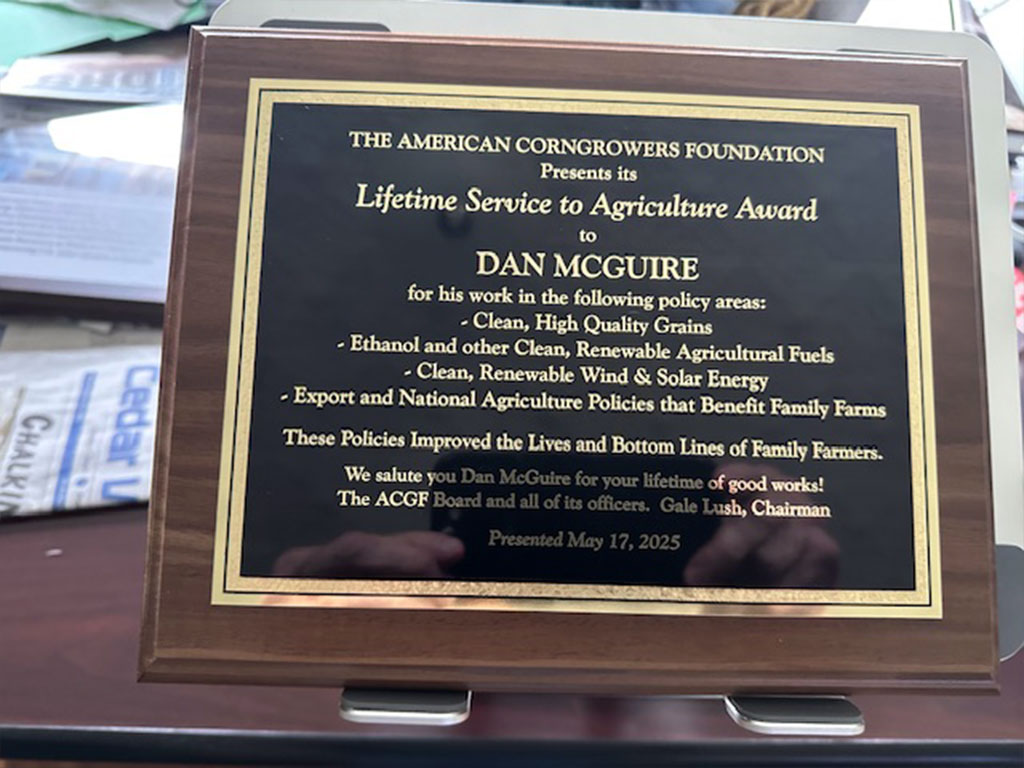 THE AMERICAN CORNGROWERS FOUNDATION
Presents its
Lifetime Service to Agriculture Award
to
DAN MCGUIRE
for his work in the following policy areas:
- Clean, High Quality Grains
- Ethanol and other Clean, Renewable Agricultural Fuels
- Clean, Renewable Wind & Solar Energy
- Export and National Agriculture Policies that Benefit Family Farms
These Policies Improved the Lives and Bottom Lines of Family Farmers.
We salute you Dan McGuire for your lifetime of good works!
The ACGF Board and all of its officers. Gale Lush, Chairman
Presented May 17, 2025
Cedar